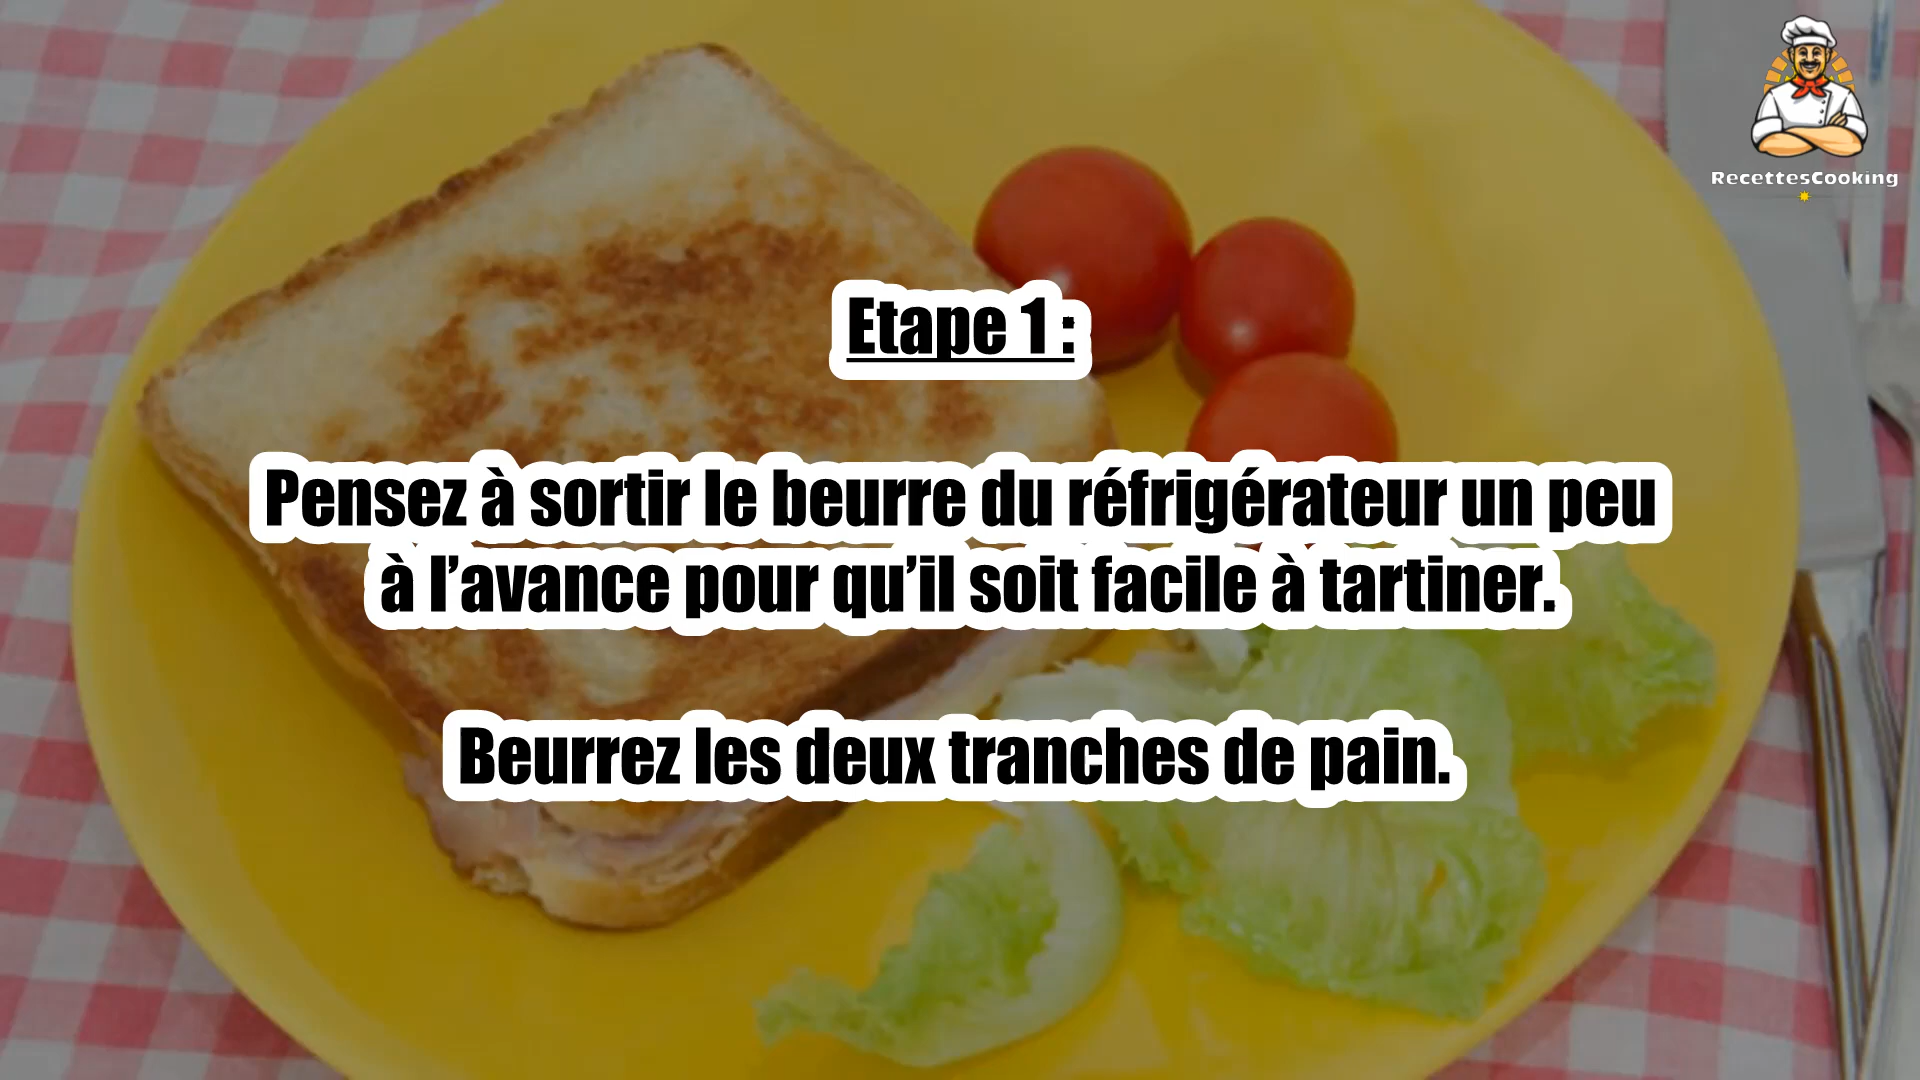 RecettesCooking
Etape 1 :
Pensez à sortir le beurre du réfrigérateur un peu
à l’avance pour qu’il soit facile à tartiner.
Beurrez les deux tranches de pain.